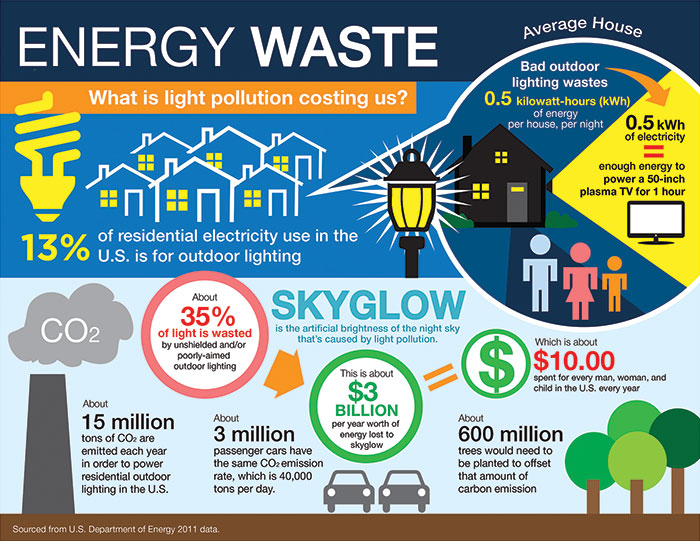 ENERGY WASTE
What is light pollution costing us?
13% of residential electricity use in the
U.S. is for outdoor lighting
Average House
Bad outdoor
lighting wastes
0.5 kilowatt-hours (kWh)
of energy
per house, per night
0.5 kWh
of electricity
=
enough energy to
power a 50-inch
plasma TV for 1 hour
CO2
About
35%
of light is wasted
by unshielded and/or
poorly-aimed
outdoor lighting
SKYGLOW
is the artificial brightness of the night sky
that's caused by light pollution.
This is about
$3
BILLION
per year worth of
energy lost to
skyglow
=
$
Which is about
$10.00
spent for every man, woman, and
child in the U.S. every year
About
15 million
tons of CO2 are
emitted each year
in order to power
residential outdoor
lighting in the U.S.
About
3 million
passenger cars have
the same CO2 emission
rate, which is 40,000
tons per day.
About
600 million
trees would need to
be planted to offset
that amount of
carbon emission
Sourced from U.S. Department of Energy 2011 data.